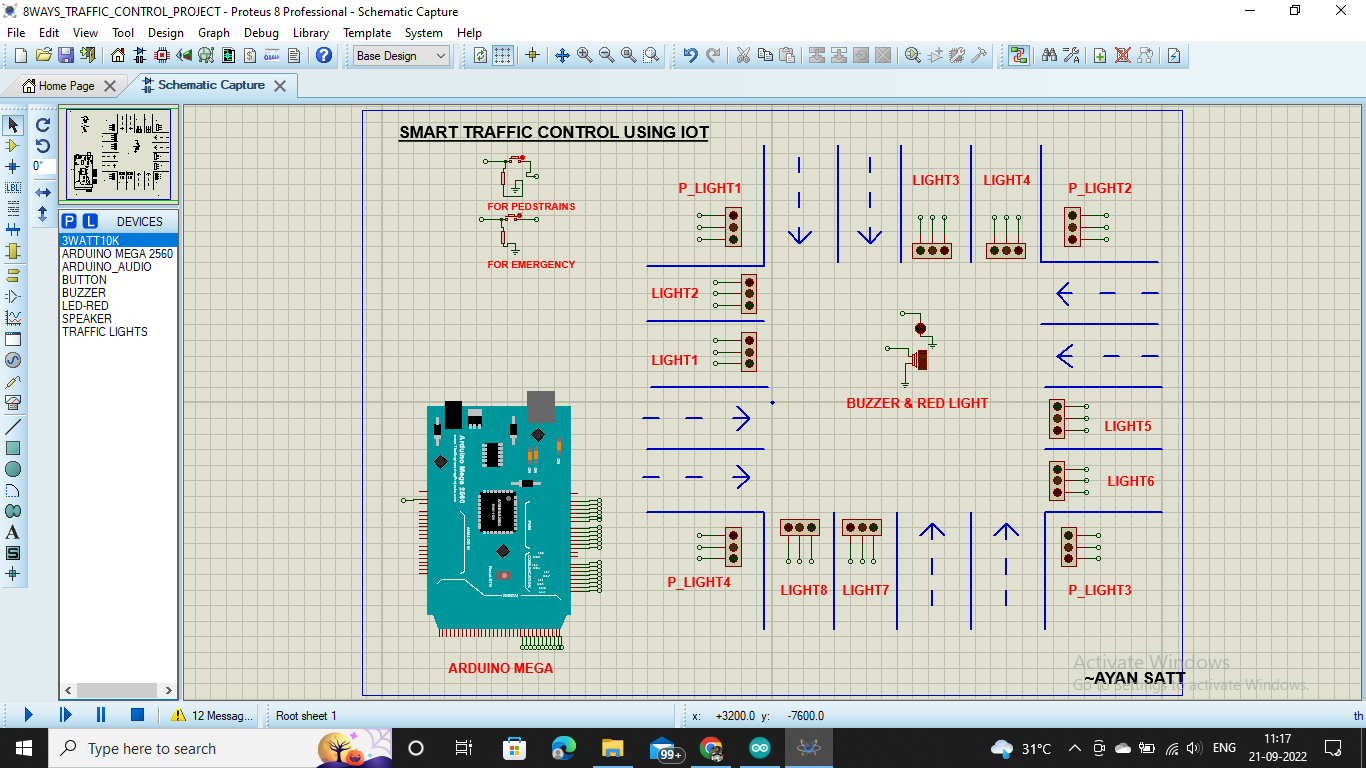 8WAYS_TRAFFIC_CONTROL_PROJECT - Proteus 8 Professional - Schematic Capture
File Edit View Tool Design Graph Debug Library Template System Help
Base Design
Home Page
Schematic Capture
0°
P L DEVICES
3WATT10K
ARDUINO MEGA 2560
ARDUINO_AUDIO
BUTTON
BUZZER
LED-RED
SPEAKER
TRAFFIC LIGHTS
SMART TRAFFIC CONTROL USING IOT
FOR PEDSTRAINS
FOR EMERGENCY
P_LIGHT1
LIGHT3
LIGHT4
P_LIGHT2
LIGHT2
LIGHT1
BUZZER & RED LIGHT
LIGHT5
LIGHT6
P_LIGHT4
LIGHT8
LIGHT7
P_LIGHT3
Arduino Mega 2560
ARDUINO MEGA
Activate Windows
Go to Settings to activate Windows.
~AYAN SATT
12 Messag...
Root sheet 1
x: +3200.0 y: -7600.0
th
Type here to search
99+
31°C
ENG
11:17
21-09-2022